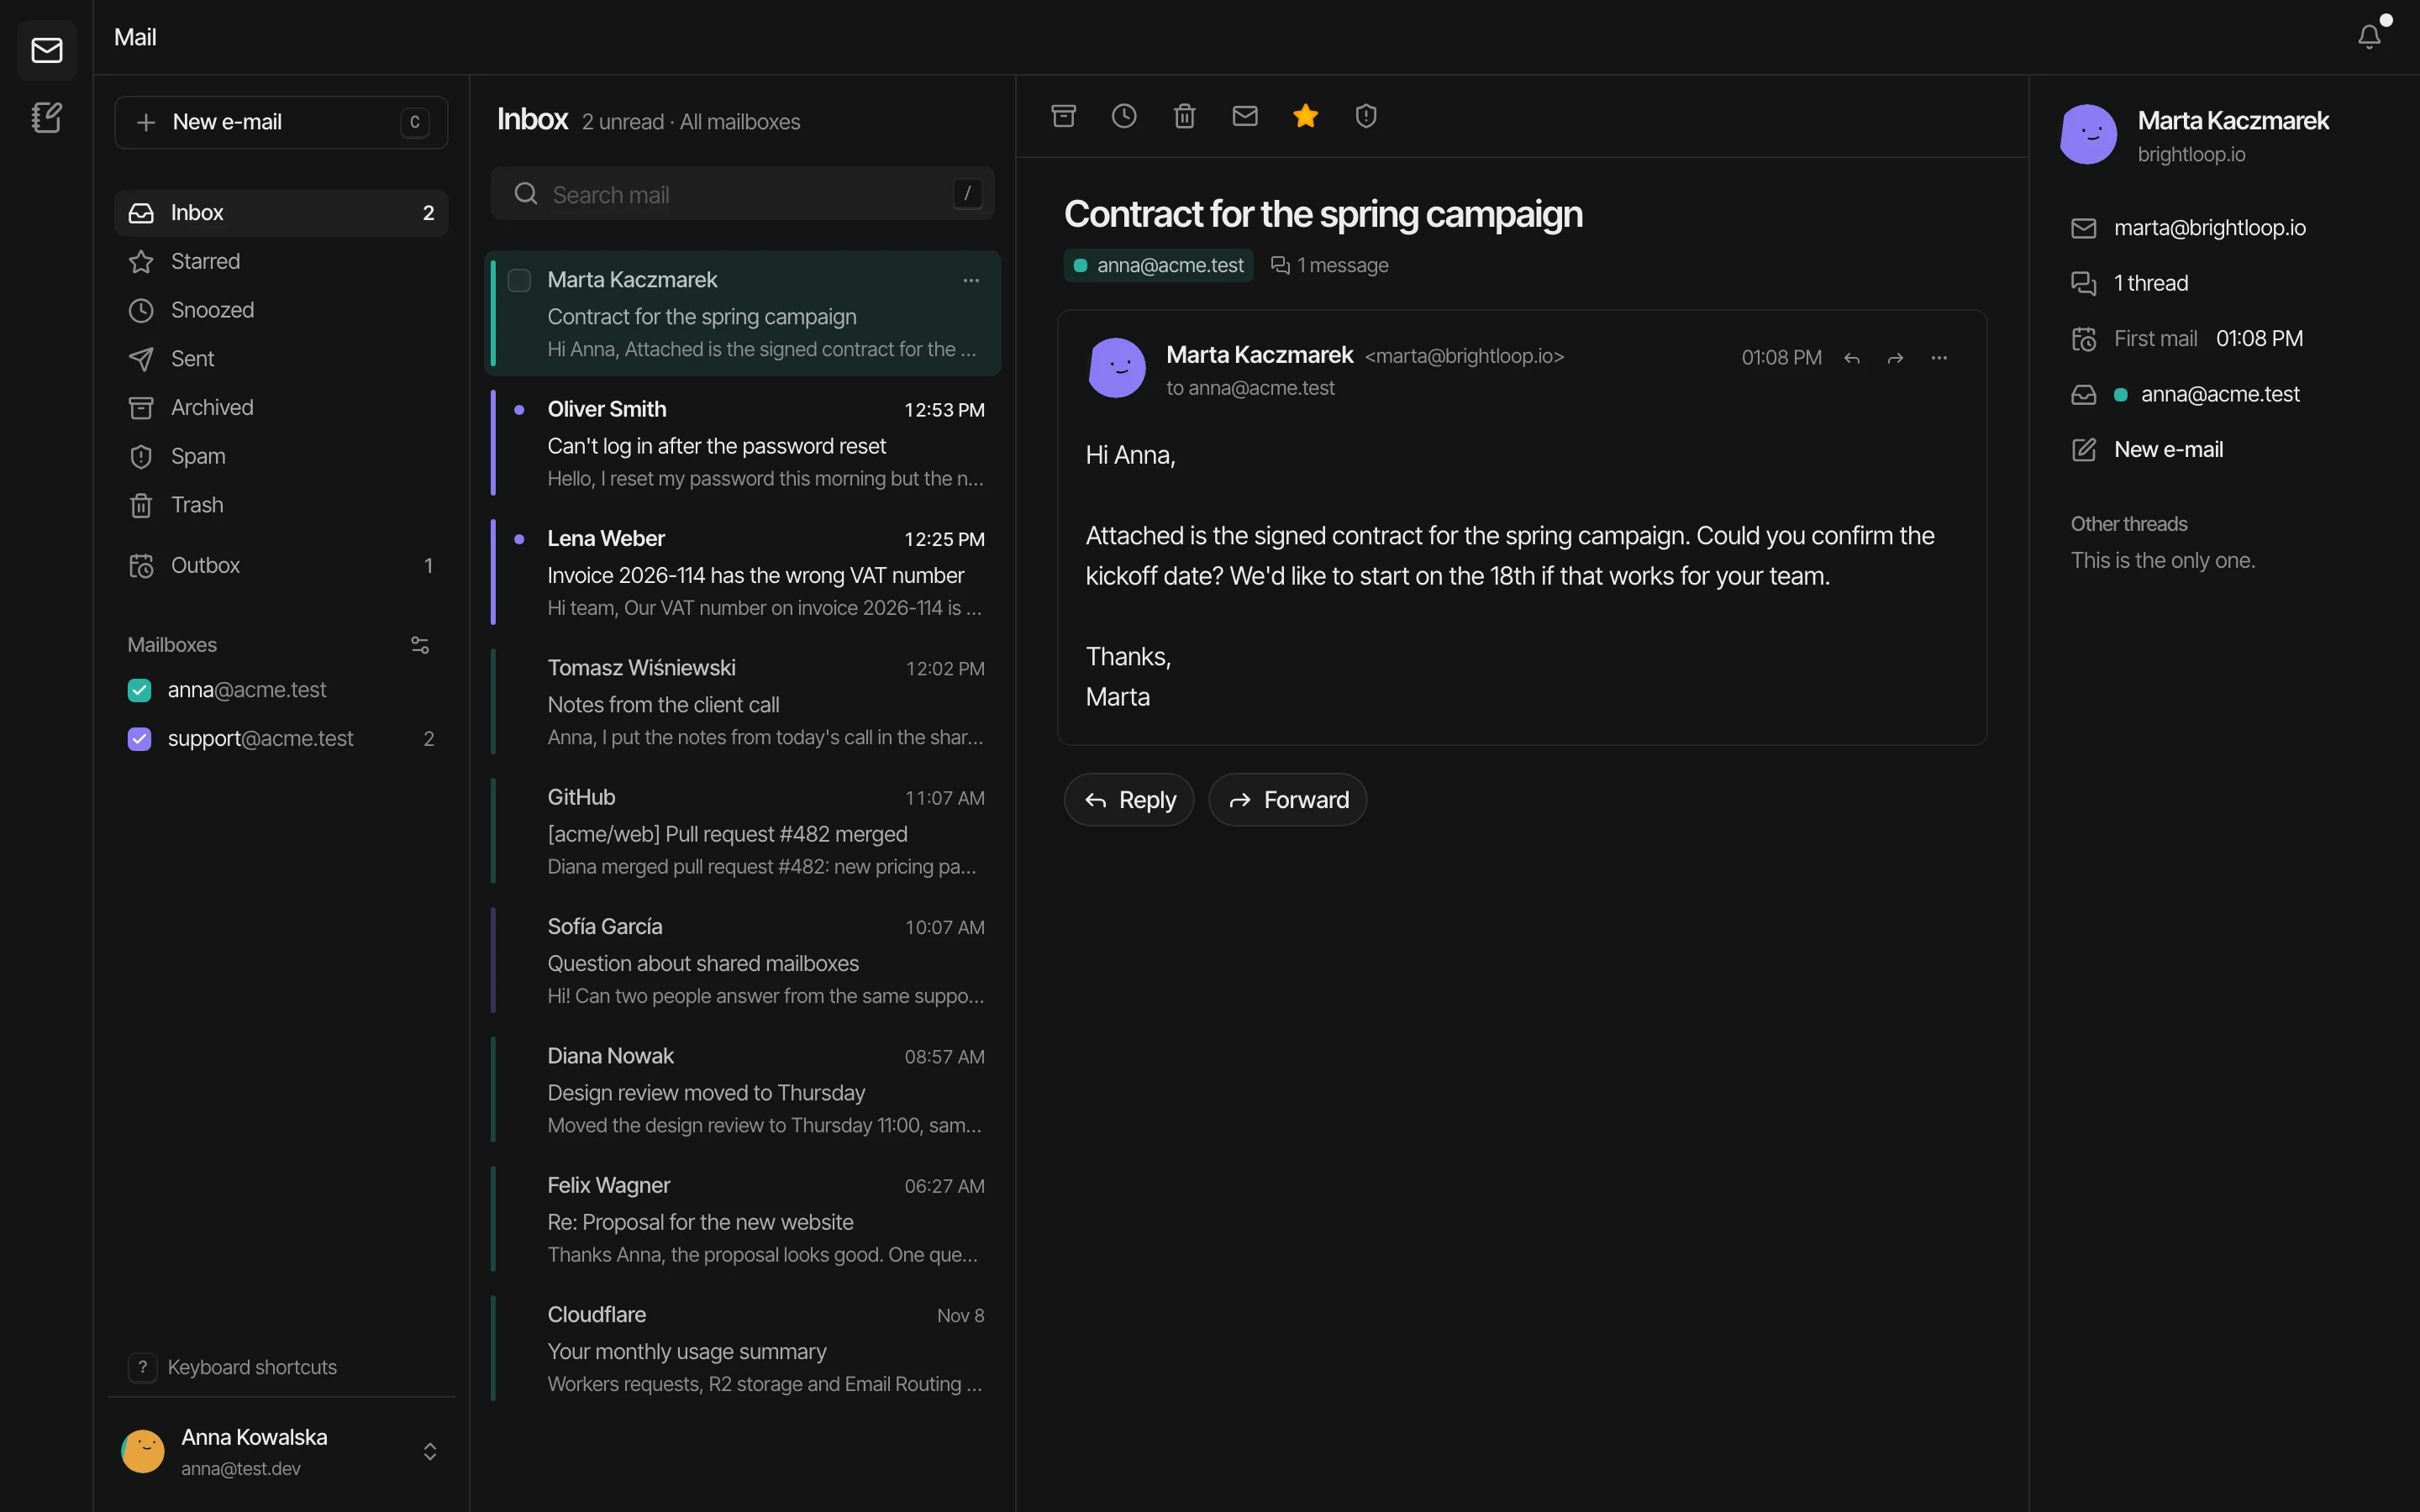 Mail
New e-mail
C
Inbox 2
Starred
Snoozed
Sent
Archived
Spam
Trash
Outbox 1
Mailboxes
anna@acme.test
support@acme.test 2
? Keyboard shortcuts
Anna Kowalska
anna@test.dev
Inbox 2 unread · All mailboxes
Search mail /
Marta Kaczmarek
Contract for the spring campaign
Hi Anna, Attached is the signed contract for the ...
Oliver Smith 12:53 PM
Can't log in after the password reset
Hello, I reset my password this morning but the n...
Lena Weber 12:25 PM
Invoice 2026-114 has the wrong VAT number
Hi team, Our VAT number on invoice 2026-114 is ...
Tomasz Wiśniewski 12:02 PM
Notes from the client call
Anna, I put the notes from today's call in the shar...
GitHub 11:07 AM
[acme/web] Pull request #482 merged
Diana merged pull request #482: new pricing pa...
Sofía García 10:07 AM
Question about shared mailboxes
Hi! Can two people answer from the same suppo...
Diana Nowak 08:57 AM
Design review moved to Thursday
Moved the design review to Thursday 11:00, sam...
Felix Wagner 06:27 AM
Re: Proposal for the new website
Thanks Anna, the proposal looks good. One que...
Cloudflare Nov 8
Your monthly usage summary
Workers requests, R2 storage and Email Routing ...
Contract for the spring campaign
anna@acme.test 1 message
Marta Kaczmarek <marta@brightloop.io> 01:08 PM
to anna@acme.test
Hi Anna,
Attached is the signed contract for the spring campaign. Could you confirm the
kickoff date? We'd like to start on the 18th if that works for your team.
Thanks,
Marta
Reply
Forward
Marta Kaczmarek
brightloop.io
marta@brightloop.io
1 thread
First mail 01:08 PM
anna@acme.test
New e-mail
Other threads
This is the only one.